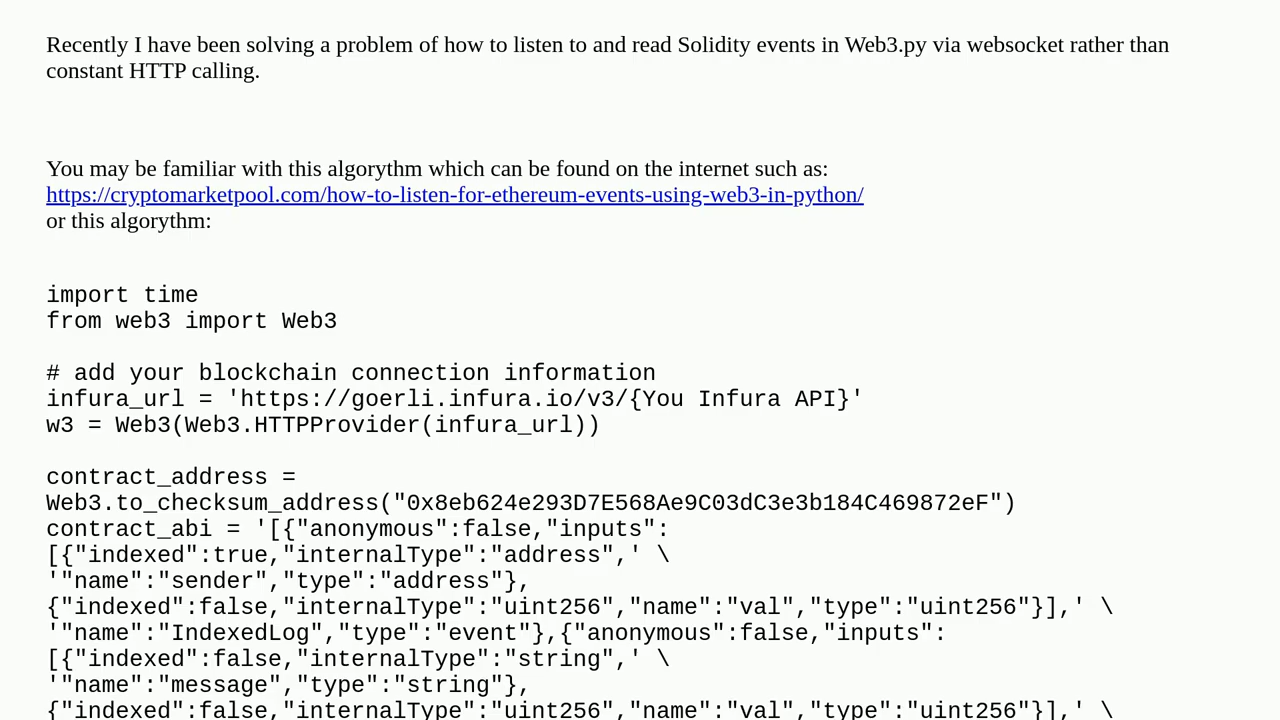 Recently I have been solving a problem of how to listen to and read Solidity events in Web3.py via websocket rather than
constant HTTP calling.
You may be familiar with this algorythm which can be found on the internet such as:
https://cryptomarketpool.com/how-to-listen-for-ethereum-events-using-web3-in-python/
or this algorythm:
import time
from web3 import Web3
# add your blockchain connection information
infura_url = 'https://goerli.infura.io/v3/{You Infura API}'
w3 = Web3(Web3.HTTPProvider(infura_url))
contract_address =
Web3.to_checksum_address("0x8eb624e293D7E568Ae9C03dC3e3b184C469872eF")
contract_abi = '[{"anonymous":false,"inputs":
[{"indexed":true,"internalType":"address",' \
'"name":"sender","type":"address"},
{"indexed":false,"internalType":"uint256","name":"val","type":"uint256"}],' \
'"name":"IndexedLog","type":"event"},{"anonymous":false,"inputs":
[{"indexed":false,"internalType":"string",' \
'"name":"message","type":"string"},
{"indexed":false,"internalType":"uint256","name":"val","type":"uint256"}],' \